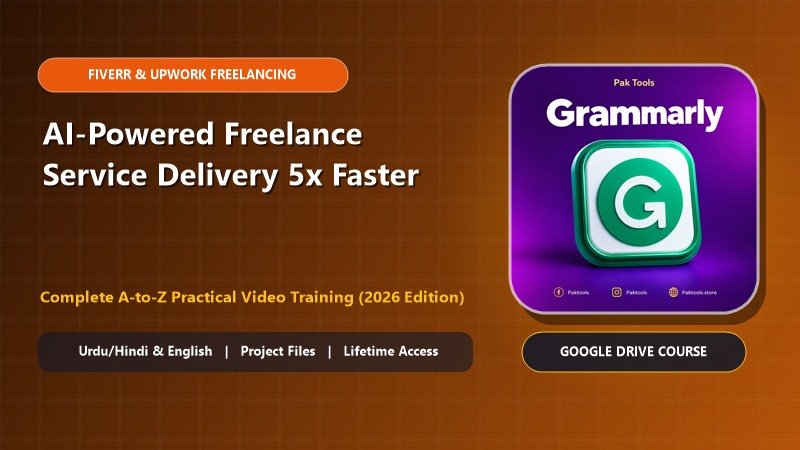 FIVERR & UPWORK FREELANCING
AI-Powered Freelance
Service Delivery 5x Faster
Complete A-to-Z Practical Video Training (2026 Edition)
Urdu/Hindi & English | Project Files | Lifetime Access
Pak Tools
Grammarly
G
Paktools Paktools Paktools.store
GOOGLE DRIVE COURSE